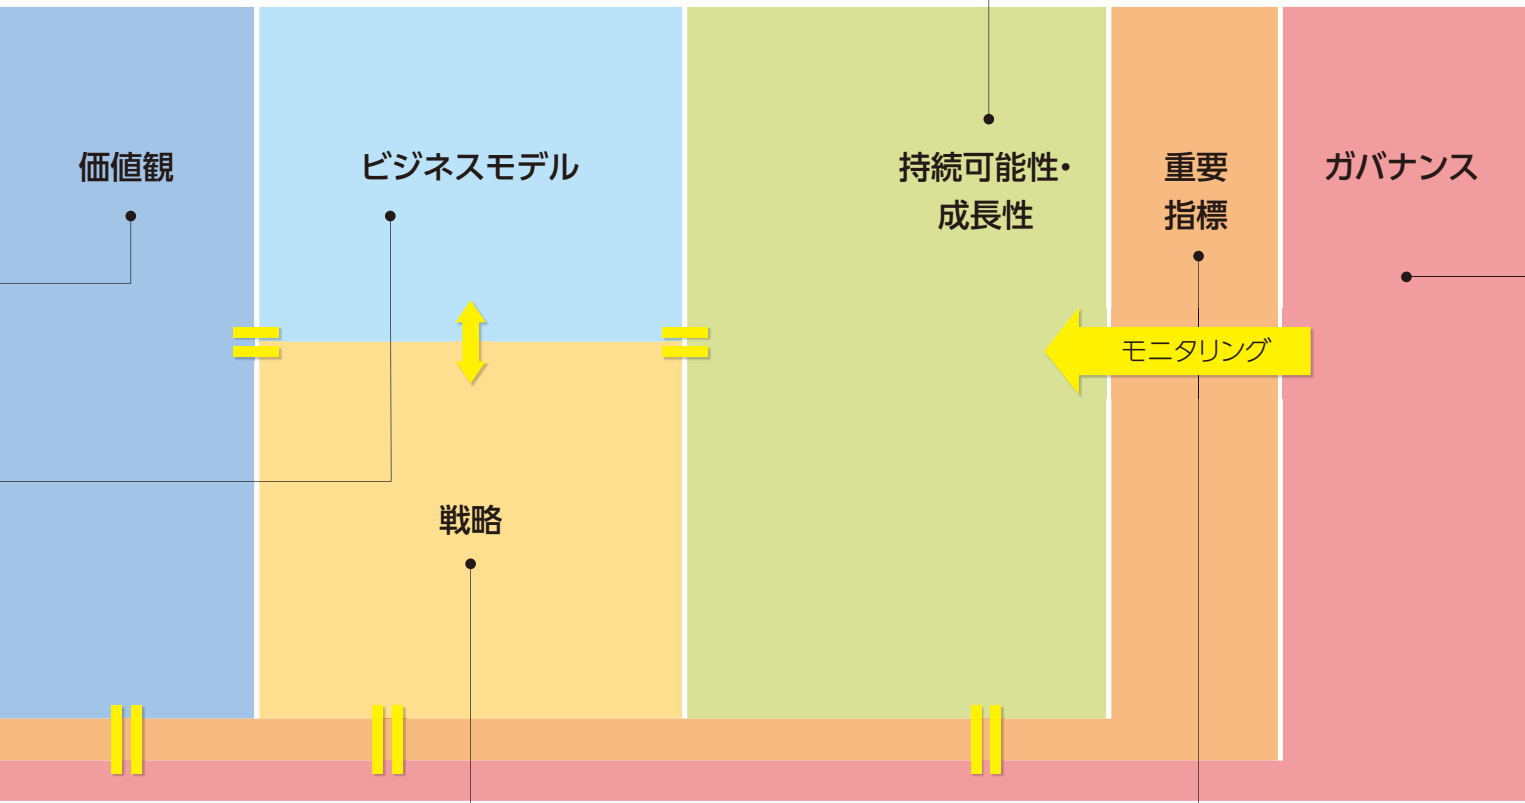 価値観
ビジネスモデル
持続可能性・
成長性
重要
指標
ガバナンス
モニタリング
戦略